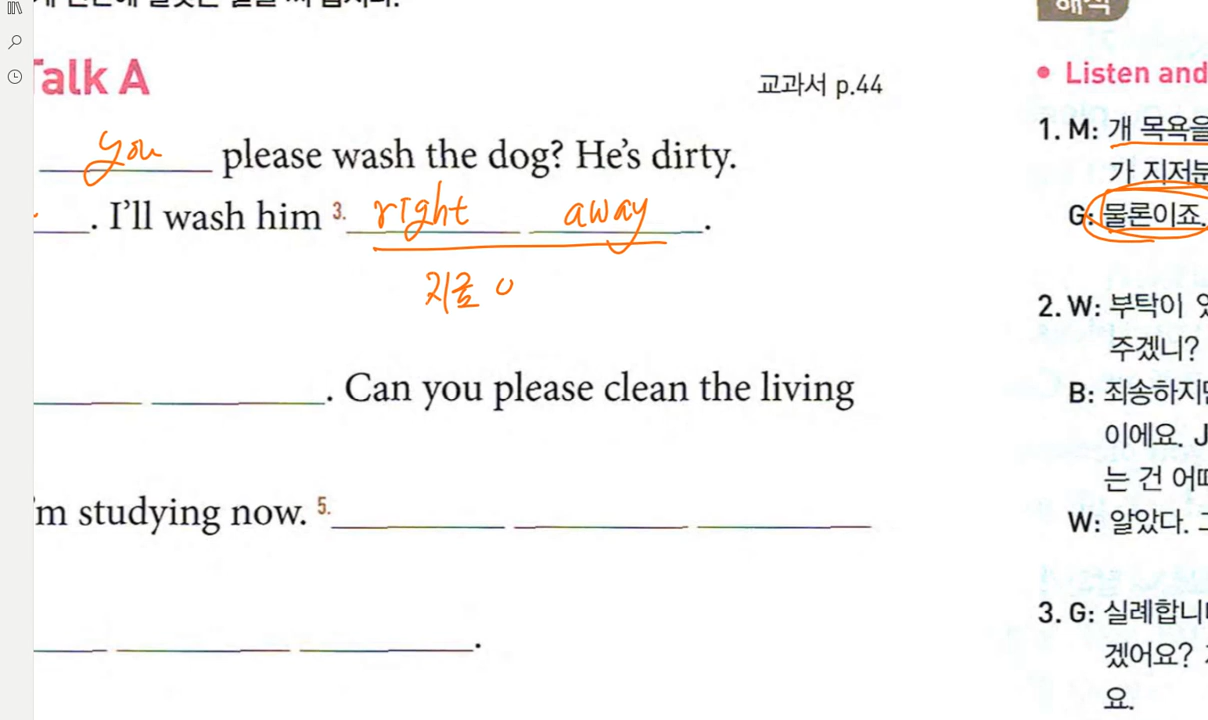 Talk A
교과서 p.44
you please wash the dog? He's dirty.
. I'll wash him 3. right away.
지금
. Can you please clean the living
'm studying now. 5.
해석
• Listen and
1. M: 개 목욕을
가 지저분
G: 물론이죠.
2. W: 부탁이
주겠니?
B: 죄송하지만
이에요. J
는 건 어떠
W: 알았다.
3. G: 실례합니
겠어요?
요.